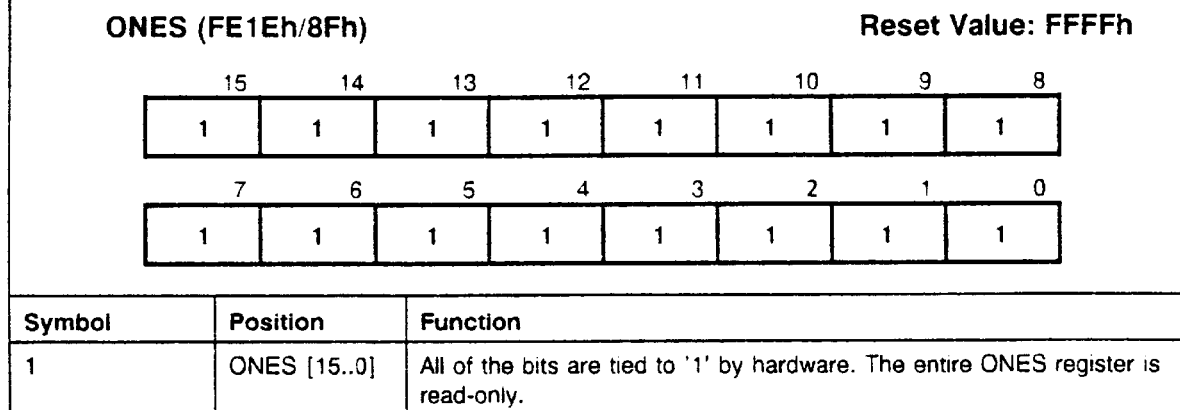 ONES (FE1Eh/8Fh) Reset Value: FFFFh
15 14 13 12 11 10 9 8
1 1 1 1 1 1 1 1
7 6 5 4 3 2 1 0
1 1 1 1 1 1 1 1
Symbol Position Function
1 ONES [15..0] All of the bits are tied to '1' by hardware. The entire ONES register is
read-only.